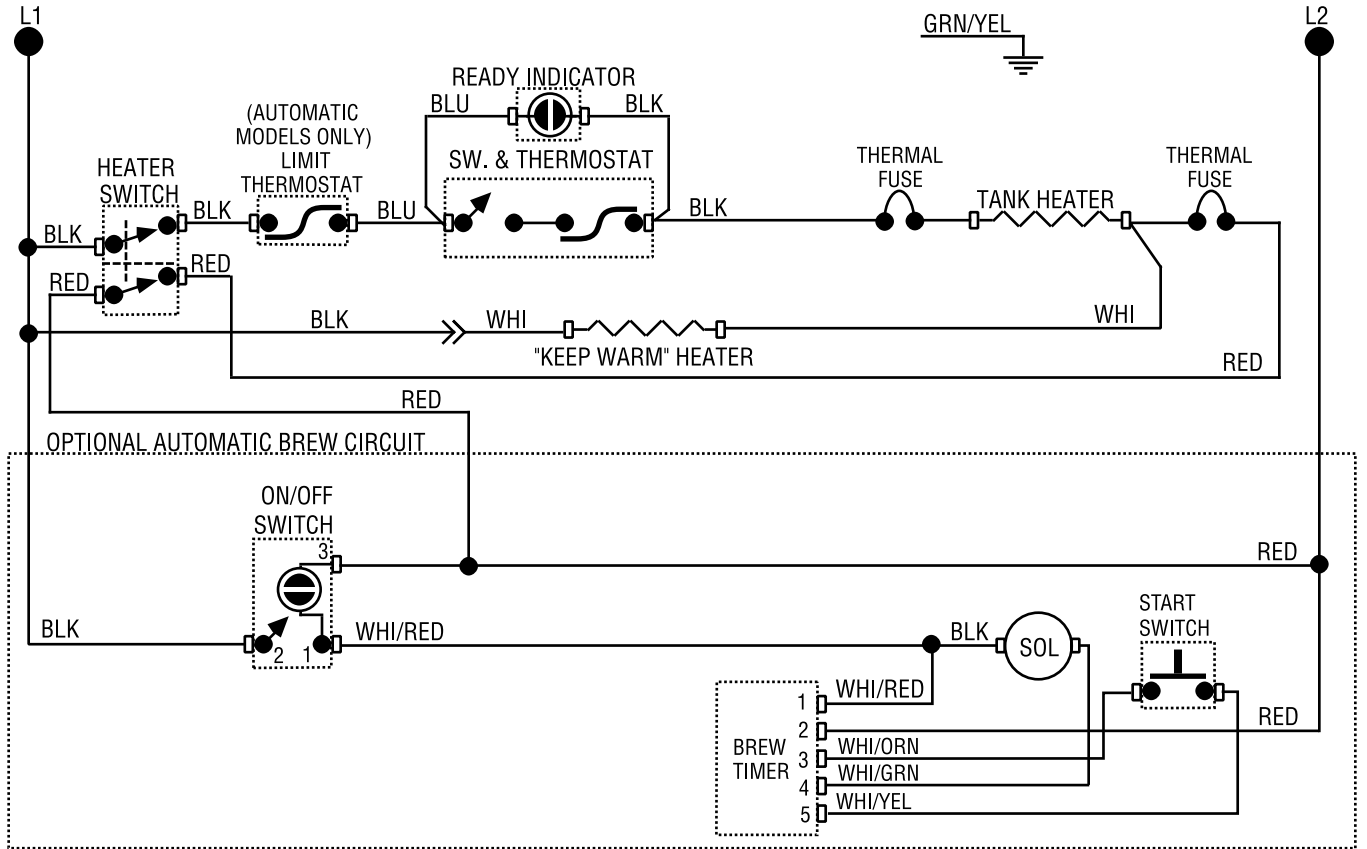 L1
GRN/YEL
L2
READY INDICATOR
BLU
BLK
(AUTOMATIC
MODELS ONLY)
LIMIT
THERMOSTAT
SW. & THERMOSTAT
HEATER
SWITCH
THERMAL
FUSE
THERMAL
FUSE
TANK HEATER
BLK
BLK
BLU
BLK
RED
RED
BLK
WHI
WHI
"KEEP WARM" HEATER
RED
RED
OPTIONAL AUTOMATIC BREW CIRCUIT
ON/OFF
SWITCH
3
RED
BLK
2
1
WHI/RED
BLK
SOL
START
SWITCH
BREW
TIMER
1
WHI/RED
2
RED
3
WHI/ORN
4
WHI/GRN
5
WHI/YEL